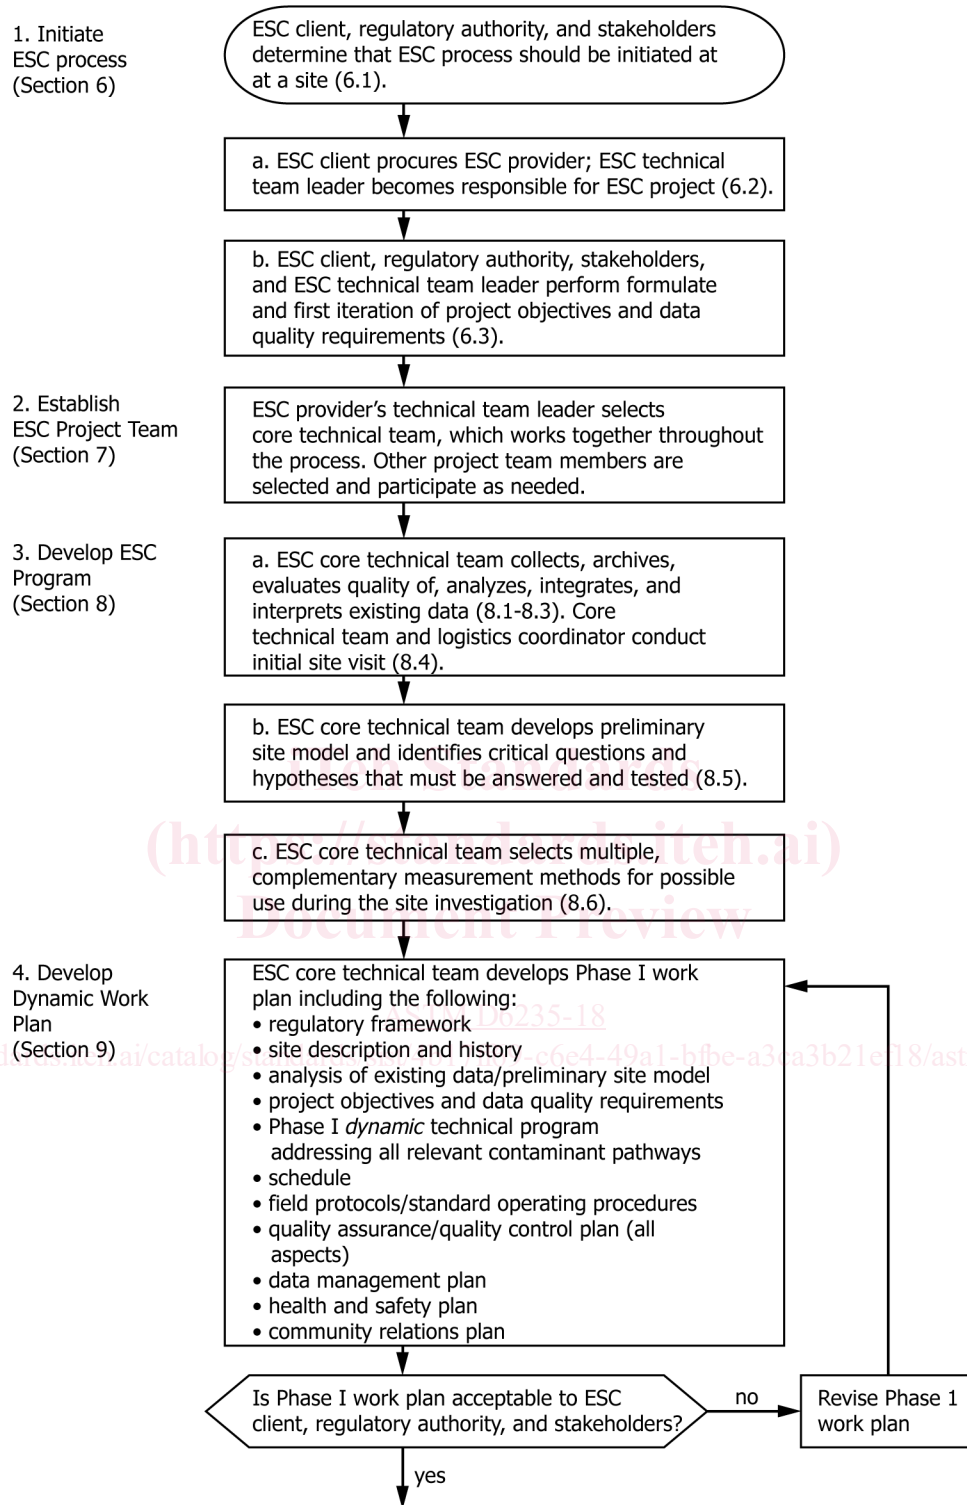 1. Initiate
ESC process
(Section 6)
ESC client, regulatory authority, and stakeholders
determine that ESC process should be initiated at
at a site (6.1).
a. ESC client procures ESC provider; ESC technical
team leader becomes responsible for ESC project (6.2).
b. ESC client, regulatory authority, stakeholders,
and ESC technical team leader perform formulate
and first iteration of project objectives and data
quality requirements (6.3).
2. Establish
ESC Project Team
(Section 7)
ESC provider’s technical team leader selects
core technical team, which works together throughout
the process. Other project team members are
selected and participate as needed.
3. Develop ESC
Program
(Section 8)
a. ESC core technical team collects, archives,
evaluates quality of, analyzes, integrates, and
interprets existing data (8.1-8.3). Core
technical team and logistics coordinator conduct
initial site visit (8.4).
b. ESC core technical team develops preliminary
site model and identifies critical questions and
hypotheses that must be answered and tested (8.5).
iTeh Standards
(https://standards.iteh.ai)
Document Preview
c. ESC core technical team selects multiple,
complementary measurement methods for possible
use during the site investigation (8.6).
4. Develop
Dynamic Work
Plan
(Section 9)
ESC core technical team develops Phase I work
plan including the following:
• regulatory framework
• site description and history
• analysis of existing data/preliminary site model
• project objectives and data quality requirements
• Phase I dynamic technical program
addressing all relevant contaminant pathways
• schedule
• field protocols/standard operating procedures
• quality assurance/quality control plan (all
aspects)
• data management plan
• health and safety plan
• community relations plan
ASTM D6235-18
Is Phase I work plan acceptable to ESC
client, regulatory authority, and stakeholders?
no
Revise Phase 1
work plan
yes